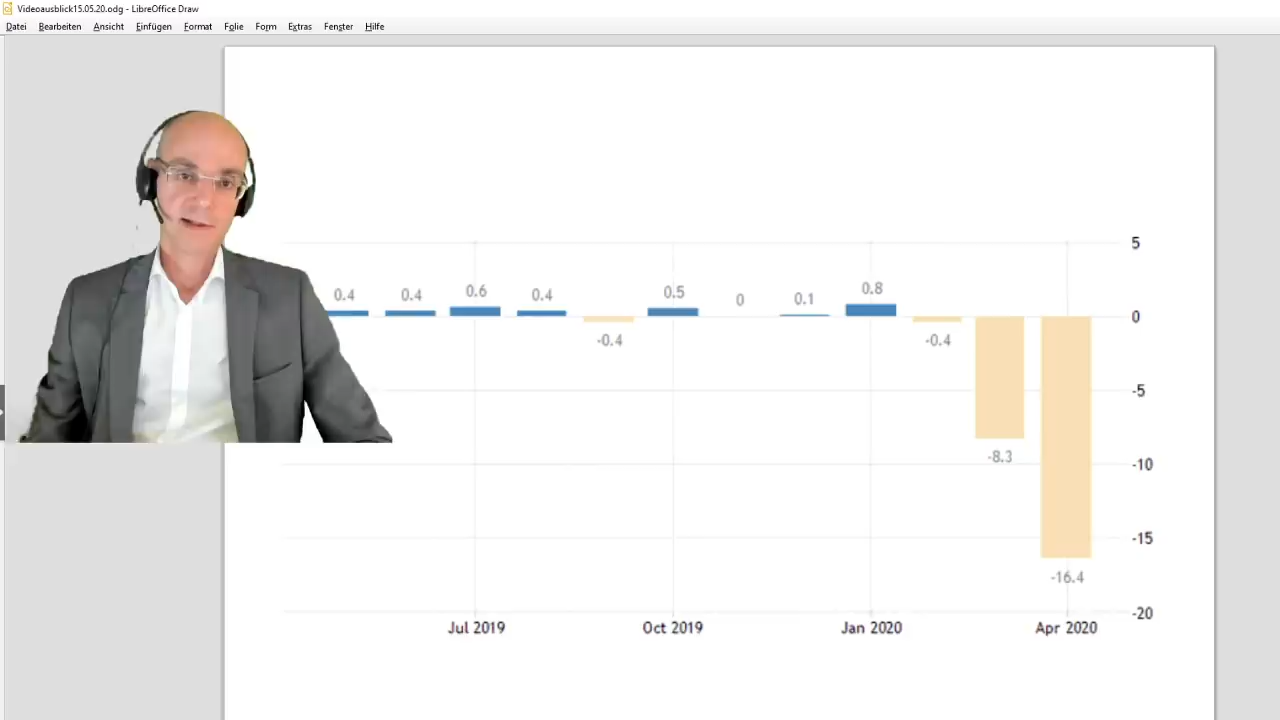 Videoausblick15.05.20.odg - LibreOffice Draw
Datei Bearbeiten Ansicht Einfügen Format Folie Form Extras Fenster Hilfe
5
0.4 0.4 0.6 0.4 0.5 0 0.1 0.8
0
-0.4 -0.4
-5
-8.3
-10
-15
-16.4
-20
Jul 2019 Oct 2019 Jan 2020 Apr 2020